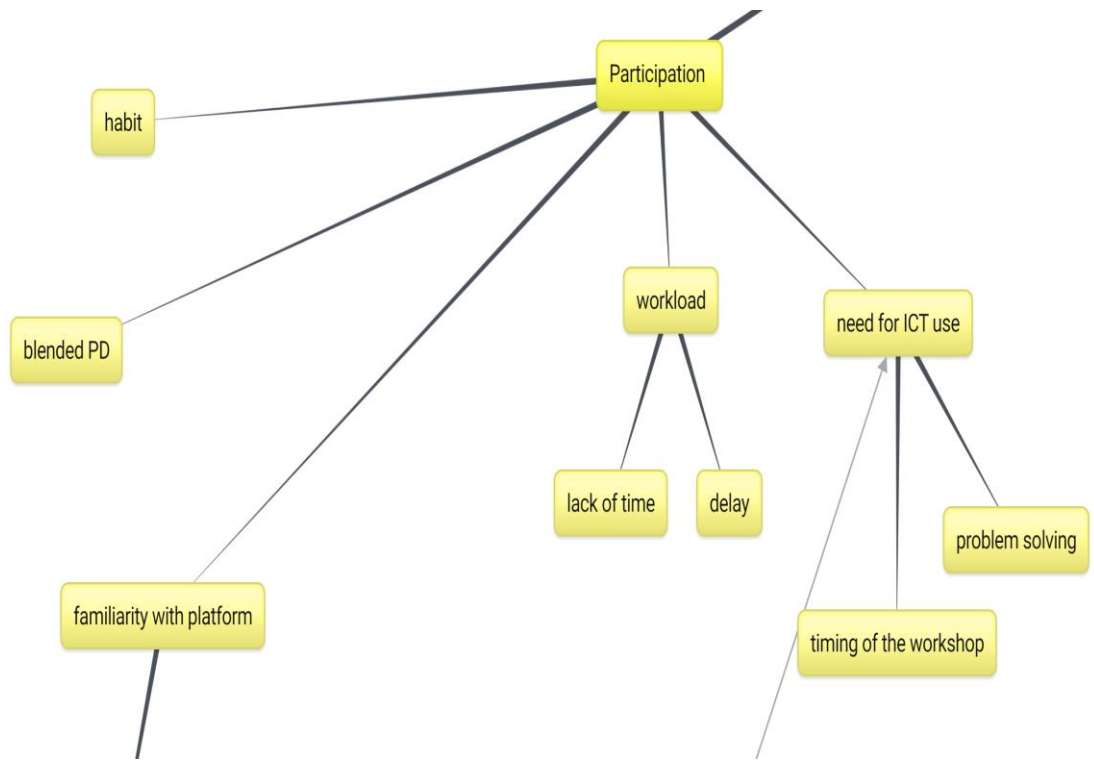 Participation
habit
workload
need for ICT use
blended PD
lack of time
delay
problem solving
familiarity with platform
timing of the workshop